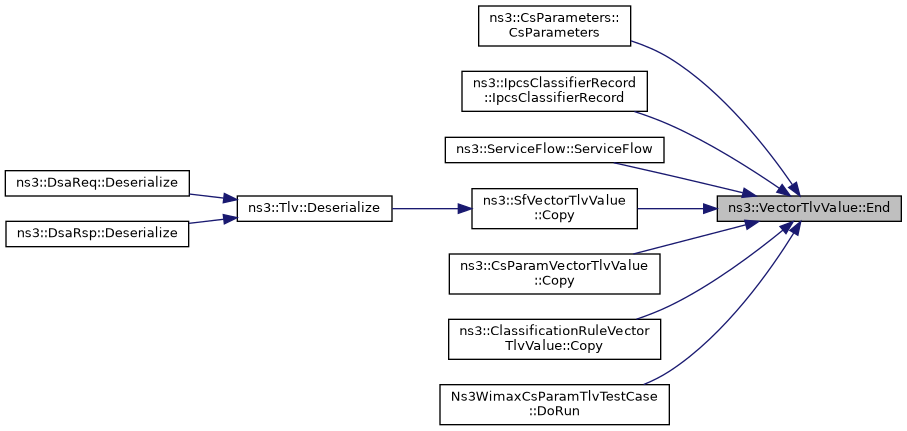 ns3::CsParameters::
CsParameters
ns3::IpcsClassifierRecord
::IpcsClassifierRecord
ns3::ServiceFlow::ServiceFlow
ns3::DsaReq::Deserialize
ns3::Tlv::Deserialize
ns3::SfVectorTlvValue
::Copy
ns3::VectorTlvValue::End
ns3::DsaRsp::Deserialize
ns3::CsParamVectorTlvValue
::Copy
ns3::ClassificationRuleVector
TlvValue::Copy
Ns3WimaxCsParamTlvTestCase
::DoRun